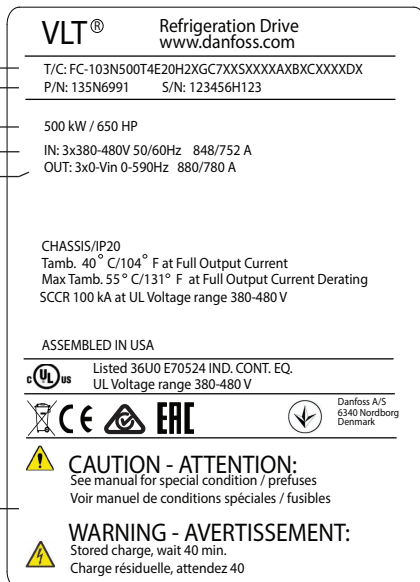 VLT® Refrigeration Drive
www.danfoss.com
T/C: FC-103N500T4E20H2XGC7XXSXXXXAXBXCXXXXDX
P/N: 135N6991 S/N: 123456H123
500 kW / 650 HP
IN: 3x380-480V 50/60Hz 848/752 A
OUT: 3x0-Vin 0-590Hz 880/780 A
CHASSIS/IP20
Tamb. 40° C/104° F at Full Output Current
Max Tamb. 55° C/131° F at Full Output Current Derating
SCCR 100 kA at UL Voltage range 380-480 V
ASSEMBLED IN USA
c UL us Listed 36U0 E70524 IND. CONT. EQ.
UL Voltage range 380-480 V
CE EAC
Danfoss A/S
6340 Nordborg
Denmark
CAUTION - ATTENTION:
See manual for special condition / prefuses
Voir manuel de conditions spéciales / fusibles
WARNING - AVERTISSEMENT:
Stored charge, wait 40 min.
Charge résiduelle, attendez 40